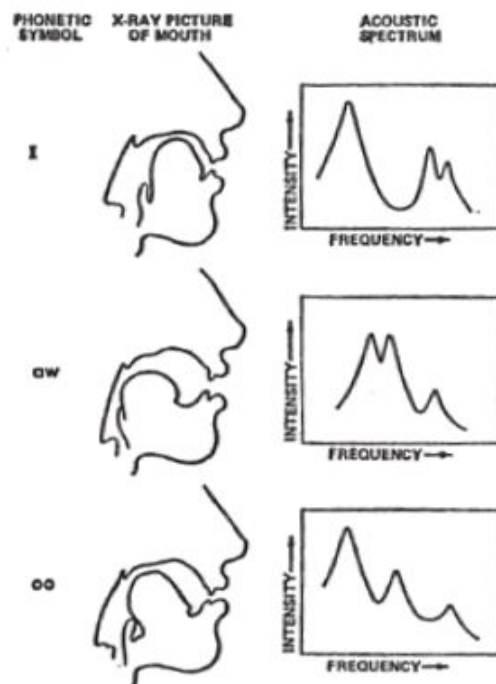 PHONETIC SYMBOL
X-RAY PICTURE OF MOUTH
ACOUSTIC SPECTRUM
I
INTENSITY
FREQUENCY
aw
INTENSITY
FREQUENCY
oo
INTENSITY
FREQUENCY